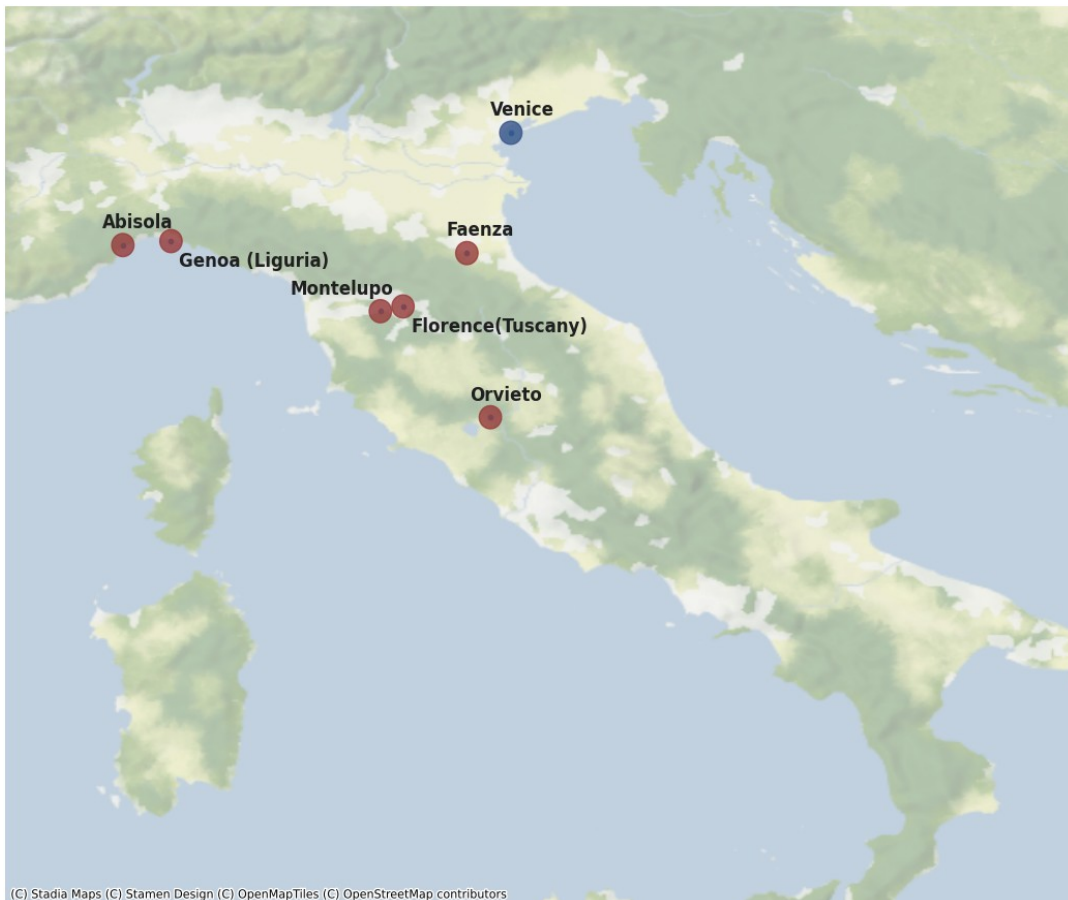 Venice
Abisola
Faenza
Genoa (Liguria)
Montelupo
Florence(Tuscany)
Orvieto
(C) Stadia Maps (C) Stamen Design (C) OpenMapTiles (C) OpenStreetMap contributors